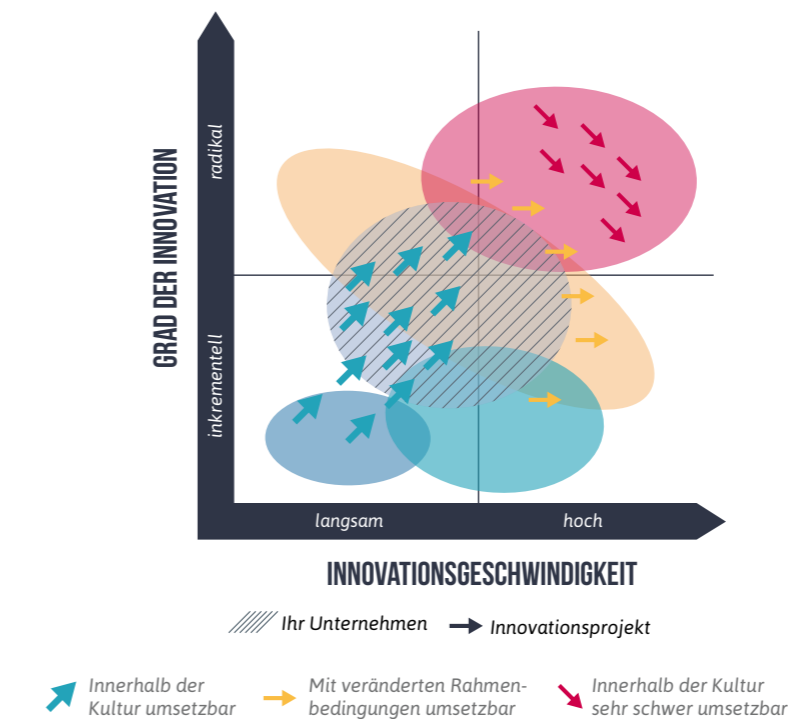 GRAD DER INNOVATION
radikal
inkrementell
langsam
hoch
INNOVATIONSGESCHWINDIGKEIT
Ihr Unternehmen
Innovationsprojekt
Innerhalb der
Kultur umsetzbar
Mit veränderten Rahmen-
bedingungen umsetzbar
Innerhalb der Kultur
sehr schwer umsetzbar